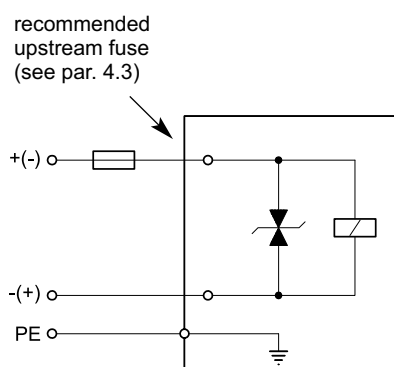 recommended
upstream fuse
(see par. 4.3)
+(-)
-(+)
PE